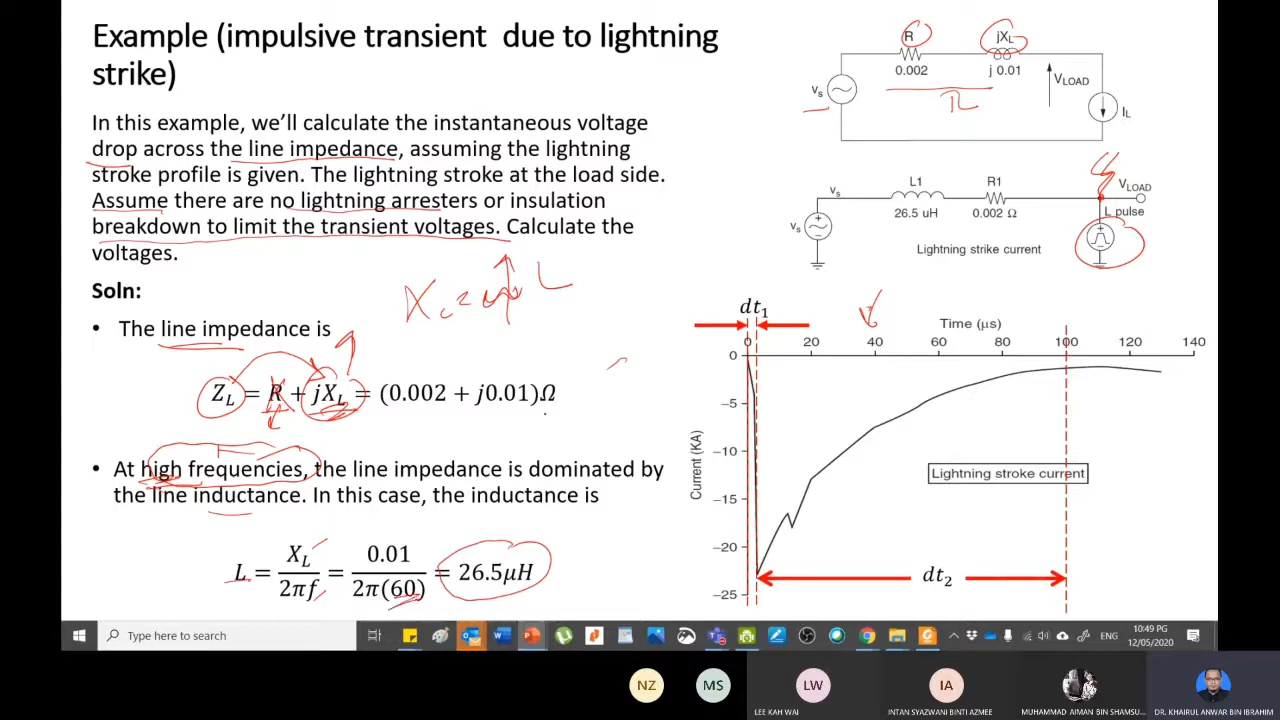 Example (impulsive transient due to lightning
strike)
In this example, we'll calculate the instantaneous voltage
drop across the line impedance, assuming the lightning
stroke profile is given. The lightning stroke at the load side.
Assume there are no lightning arresters or insulation
breakdown to limit the transient voltages. Calculate the
voltages.
Soln:
• The line impedance is
Z_L = R + jX_L = (0.002 + j0.01)Ω
• At high frequencies, the line impedance is dominated by
the line inductance. In this case, the inductance is
L = X_L/2πf = 0.01/2π(60) = 26.5μH
R jX_L
0.002 j 0.01
v_s
V_LOAD
I_L
v_s L1 R1 V_LOAD
26.5 uH 0.002 Ω L pulse
v_s
Lightning strike current
dt₁
Time (μs)
0 20 40 60 80 100 120 140
0
−5
−10
−15
−20
−25
Current (KA)
Lightning stroke current
dt₂
Type here to search
ENG
10:49 PG
12/05/2020
NZ MS LW IA
LEE KAH WAI
INTAN SYAZWANI BINTI AZMEE
MUHAMMAD AIMAN BIN SHAMSU...
DR. KHAIRUL ANWAR BIN IBRAHIM